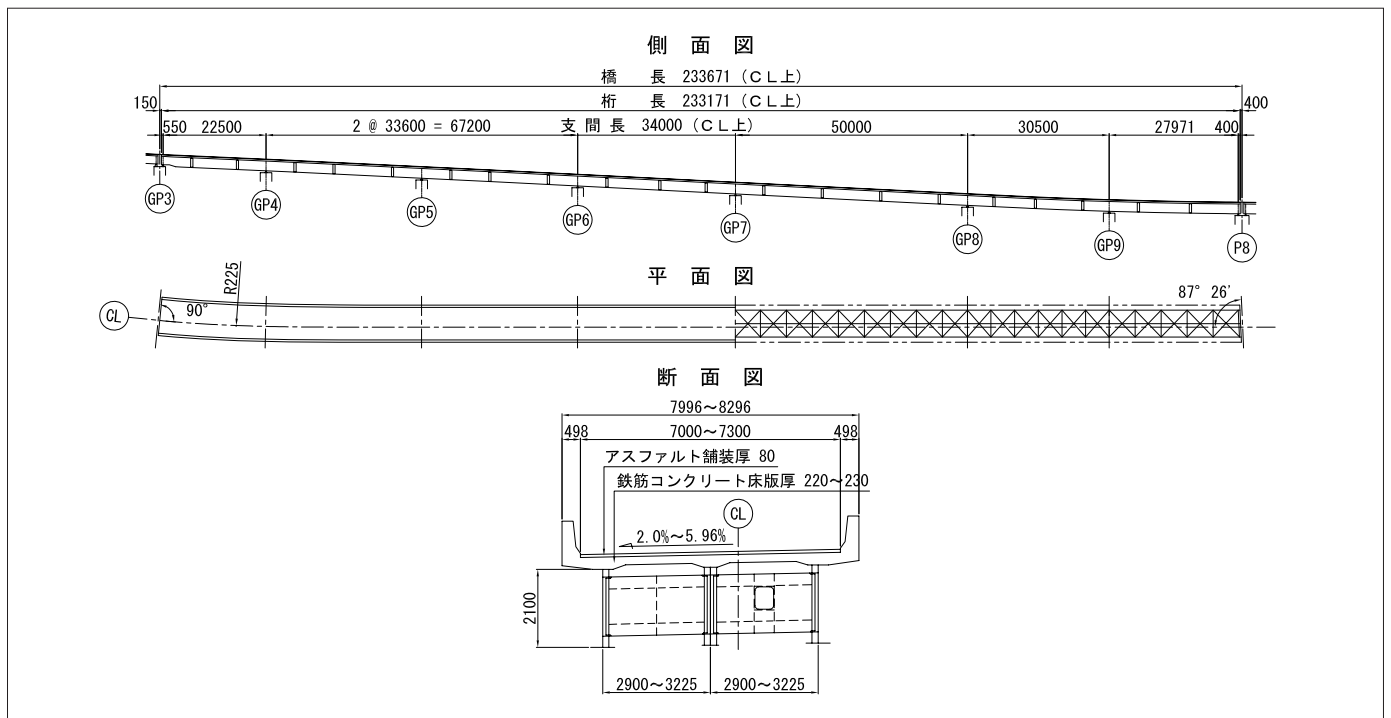 側面図
橋長 233671 (CL上)
150 桁長 233171 (CL上) 400
550 22500 2 @ 33600 = 67200 支間長 34000 (CL上) 50000 30500 27971 400
GP3 GP4 GP5 GP6 GP7 GP8 GP9 P8
平面図
R225
CL 90° 87° 26'
断面図
7996～8296
498 7000～7300 498
アスファルト舗装厚 80
鉄筋コンクリート床版厚 220～230
CL
2.0%～5.96%
2100
2900～3225 2900～3225